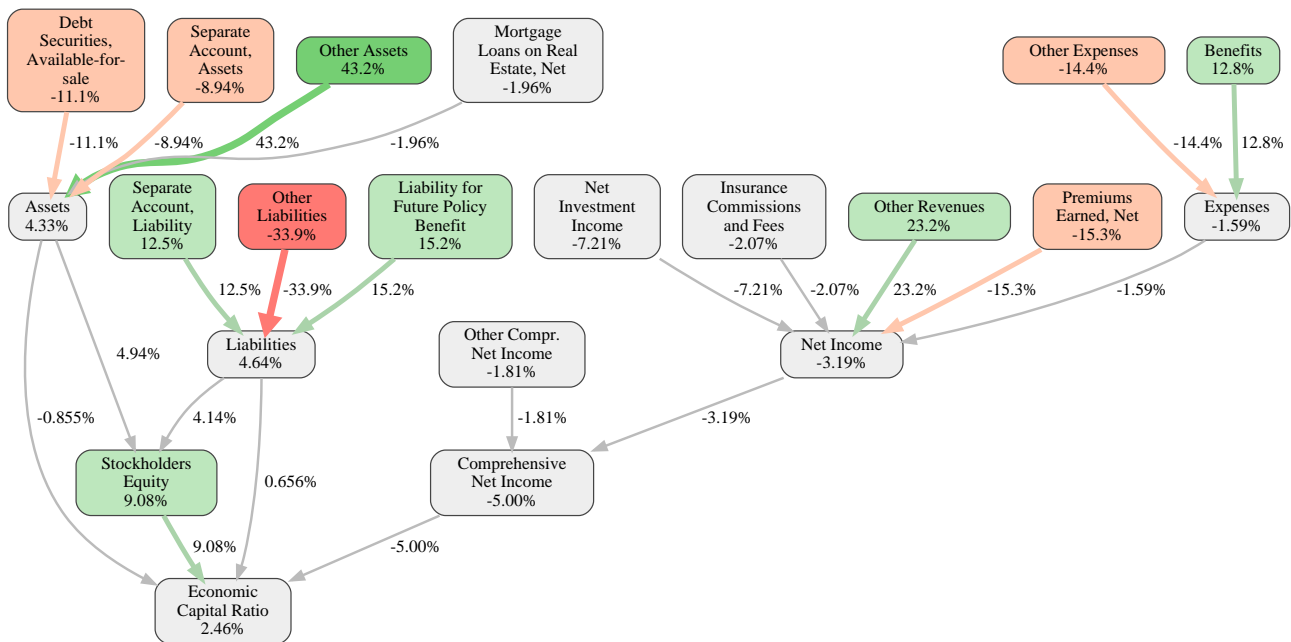 Debt
Securities,
Available-for-
sale
-11.1%
Separate
Account,
Assets
-8.94%
Other Assets
43.2%
Mortgage
Loans on Real
Estate, Net
-1.96%
Other Expenses
-14.4%
Benefits
12.8%
-11.1%
-8.94%
43.2%
-1.96%
-14.4%
12.8%
Assets
4.33%
Separate
Account,
Liability
12.5%
Other
Liabilities
-33.9%
Liability for
Future Policy
Benefit
15.2%
Net
Investment
Income
-7.21%
Insurance
Commissions
and Fees
-2.07%
Other Revenues
23.2%
Premiums
Earned, Net
-15.3%
Expenses
-1.59%
12.5%
-33.9%
15.2%
-7.21%
-2.07%
23.2%
-15.3%
-1.59%
4.94%
Liabilities
4.64%
Other Compr.
Net Income
-1.81%
Net Income
-3.19%
-0.855%
4.14%
-1.81%
-3.19%
Stockholders
Equity
9.08%
0.656%
Comprehensive
Net Income
-5.00%
9.08%
-5.00%
Economic
Capital Ratio
2.46%